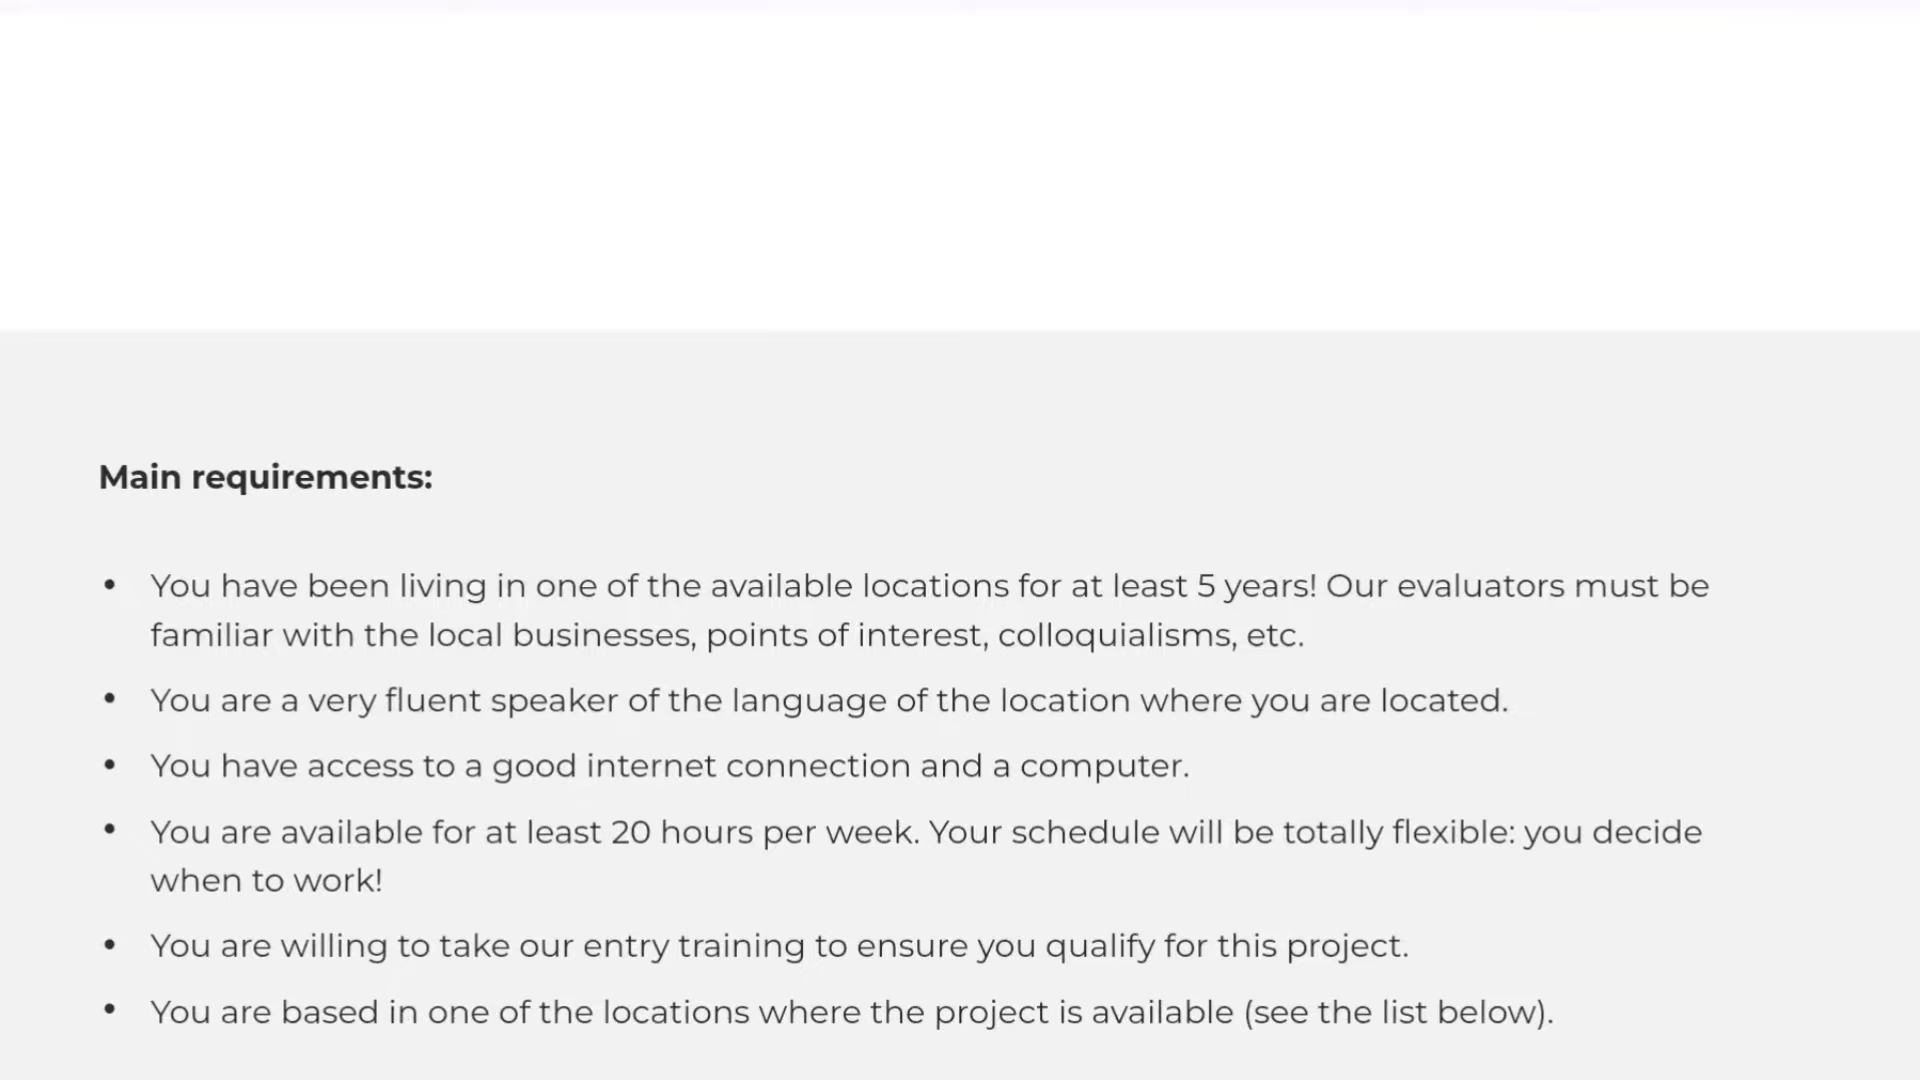 Main requirements:
• You have been living in one of the available locations for at least 5 years! Our evaluators must be
familiar with the local businesses, points of interest, colloquialisms, etc.
• You are a very fluent speaker of the language of the location where you are located.
• You have access to a good internet connection and a computer.
• You are available for at least 20 hours per week. Your schedule will be totally flexible: you decide
when to work!
• You are willing to take our entry training to ensure you qualify for this project.
• You are based in one of the locations where the project is available (see the list below).